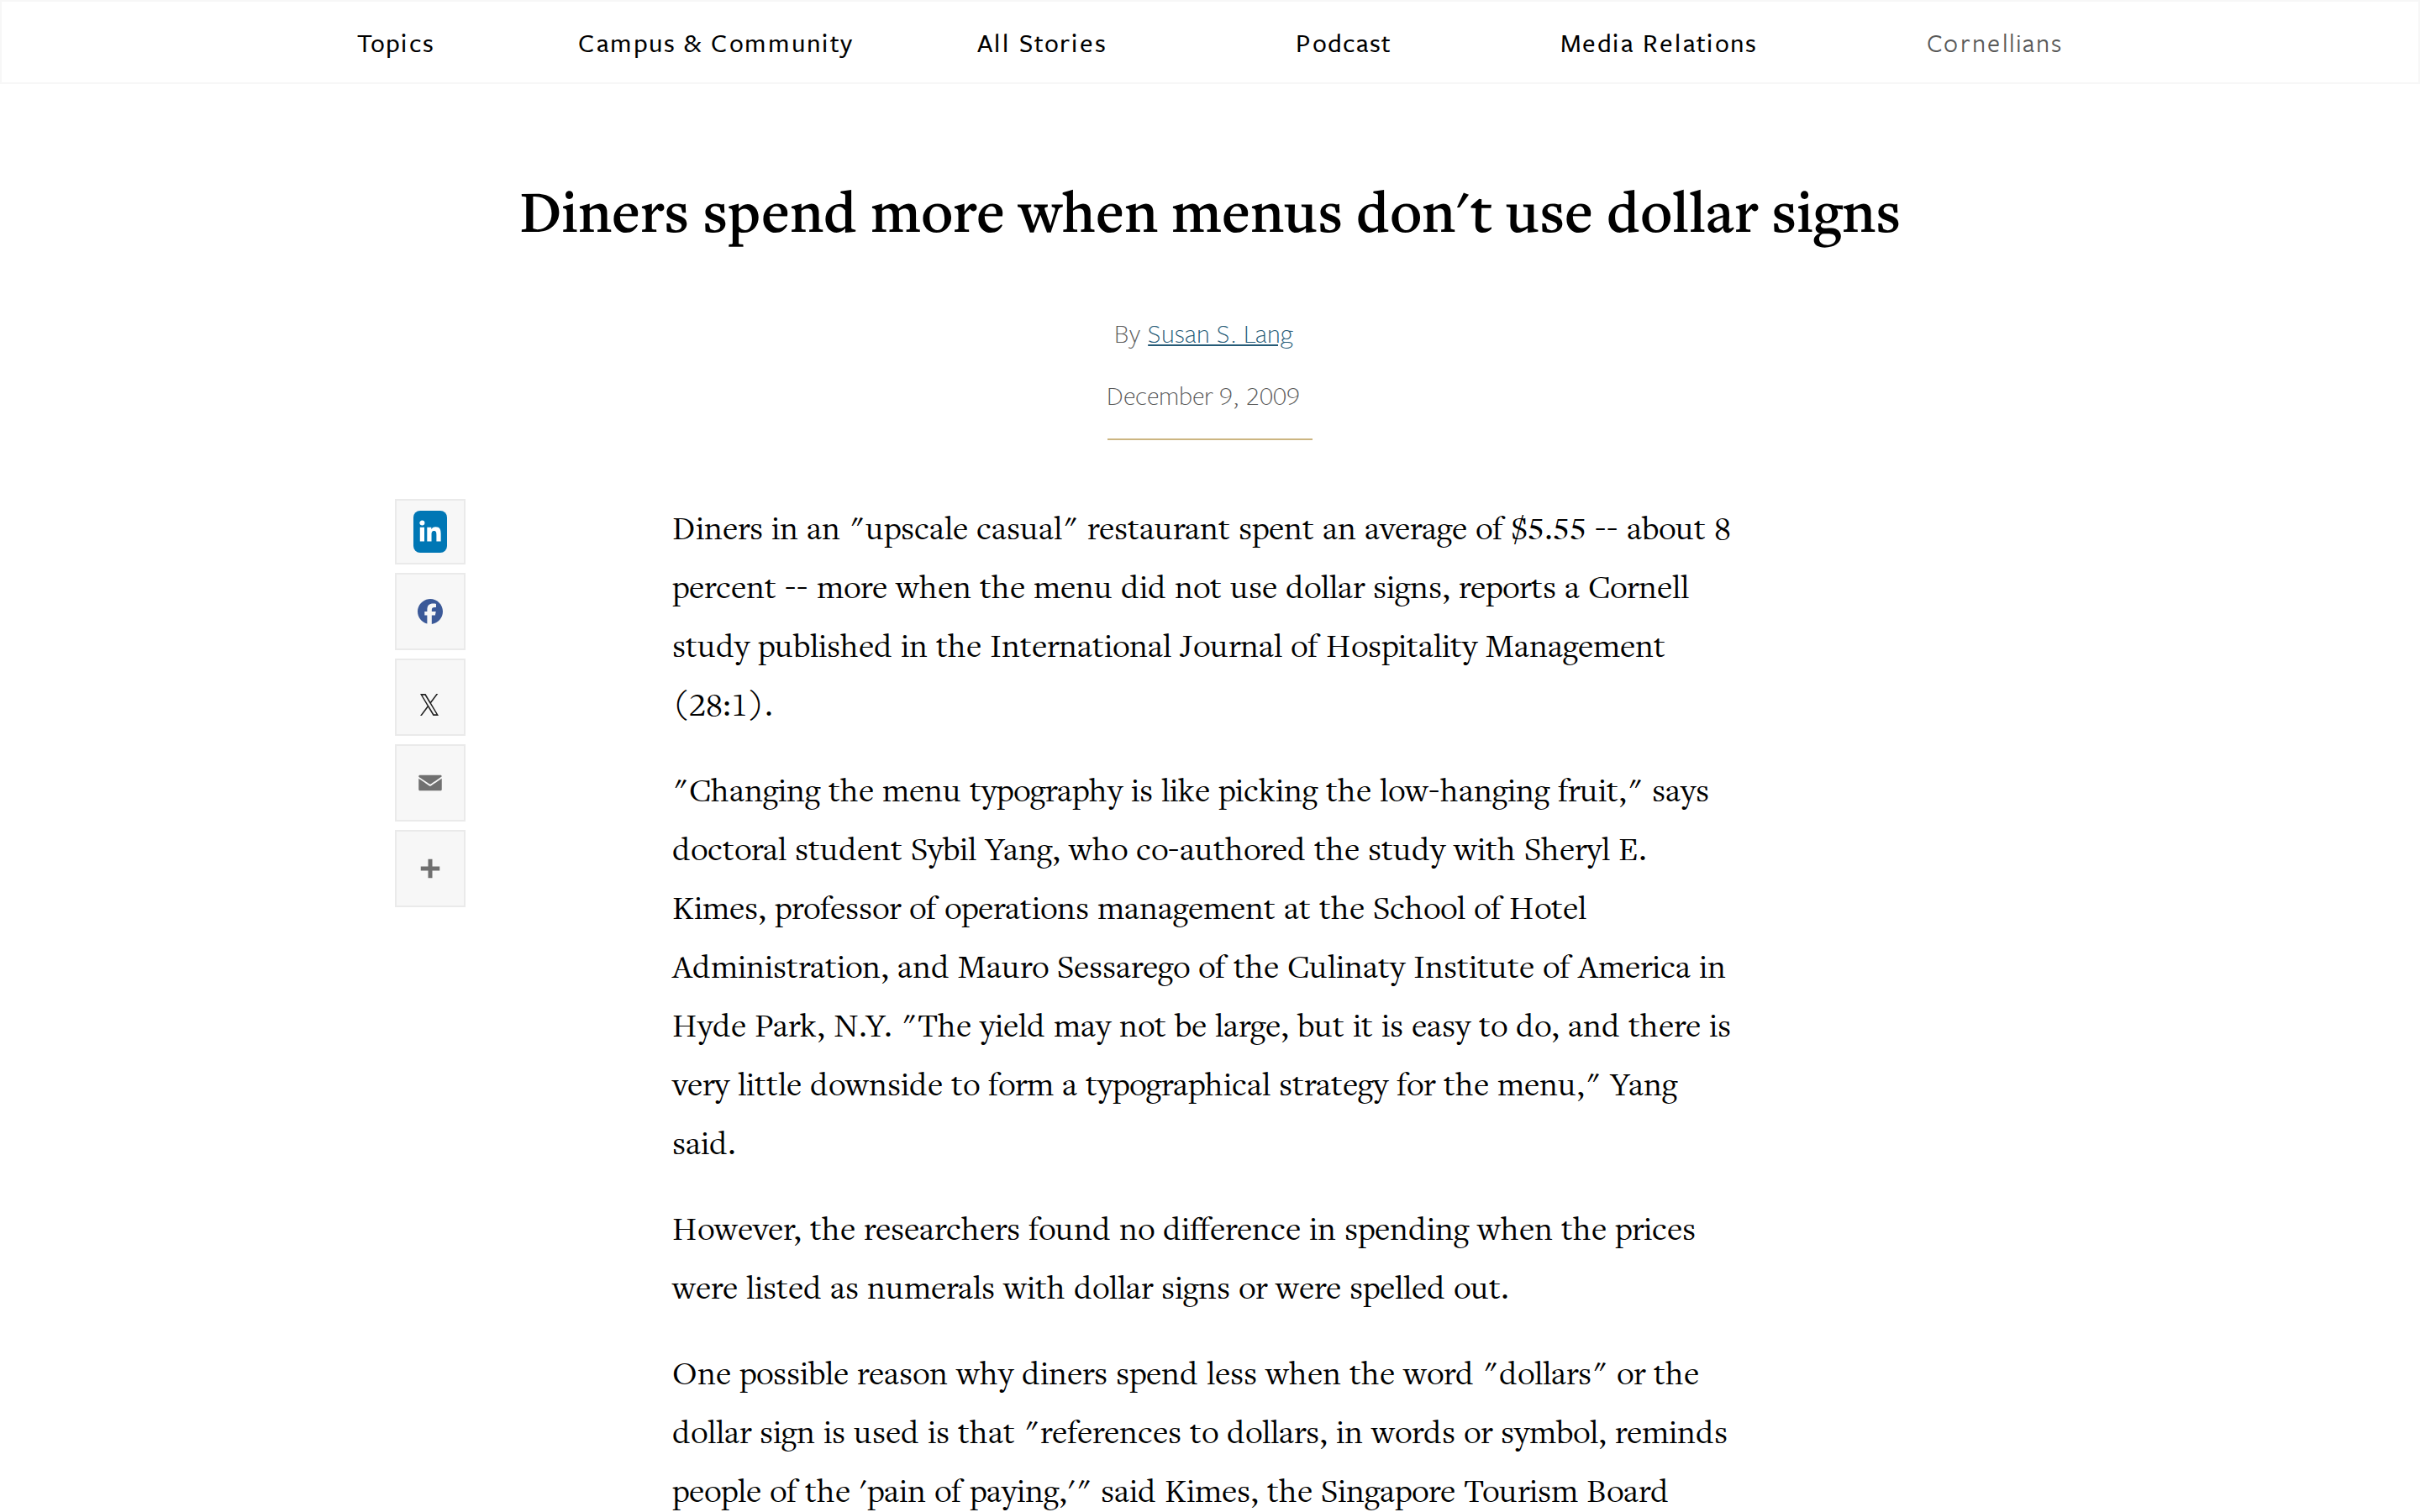 Topics Campus & Community All Stories Podcast Media Relations Cornellians
Diners spend more when menus don't use dollar signs
By Susan S. Lang
December 9, 2009
Diners in an "upscale casual" restaurant spent an average of $5.55 -- about 8
percent -- more when the menu did not use dollar signs, reports a Cornell
study published in the International Journal of Hospitality Management
(28:1).
"Changing the menu typography is like picking the low-hanging fruit," says
doctoral student Sybil Yang, who co-authored the study with Sheryl E.
Kimes, professor of operations management at the School of Hotel
Administration, and Mauro Sessarego of the Culinaty Institute of America in
Hyde Park, N.Y. "The yield may not be large, but it is easy to do, and there is
very little downside to form a typographical strategy for the menu," Yang
said.
However, the researchers found no difference in spending when the prices
were listed as numerals with dollar signs or were spelled out.
One possible reason why diners spend less when the word "dollars" or the
dollar sign is used is that "references to dollars, in words or symbol, reminds
people of the 'pain of paying,'" said Kimes, the Singapore Tourism Board